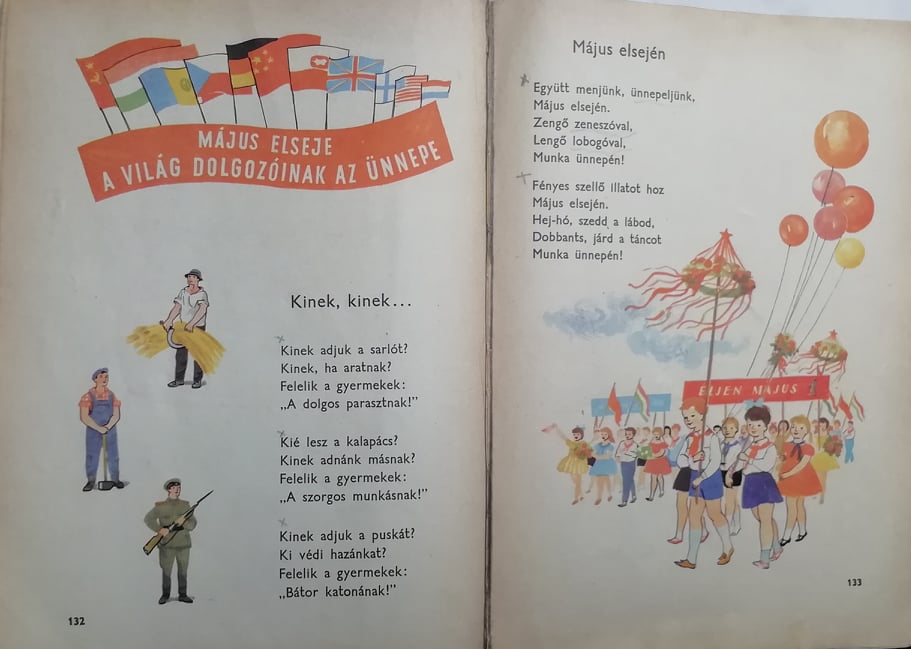 MÁJUS ELSEJE
A VILÁG DOLGOZÓINAK AZ ÜNNEPE
Kinek, kinek...
Kinek adjuk a sarlót?
Kinek, ha aratnak?
Felelik a gyermekek:
„A dolgos parasztnak!”
Kié lesz a kalapács?
Kinek adnánk másnak?
Felelik a gyermekek:
„A szorgos munkásnak!”
Kinek adjuk a puskát?
Ki védi hazánkat?
Felelik a gyermekek:
„Bátor katonának!”
132
Május elsején
Együtt menjünk, ünnepeljünk,
Május elsején.
Zengő zeneszóval,
Lengő lobogóval,
Munka ünnepén!
Fényes szellő illatot hoz
Május elsején.
Hej-hó, szedd a lábod,
Dobbants, járd a táncot
Munka ünnepén!
ÉLJEN MÁJUS 1
133